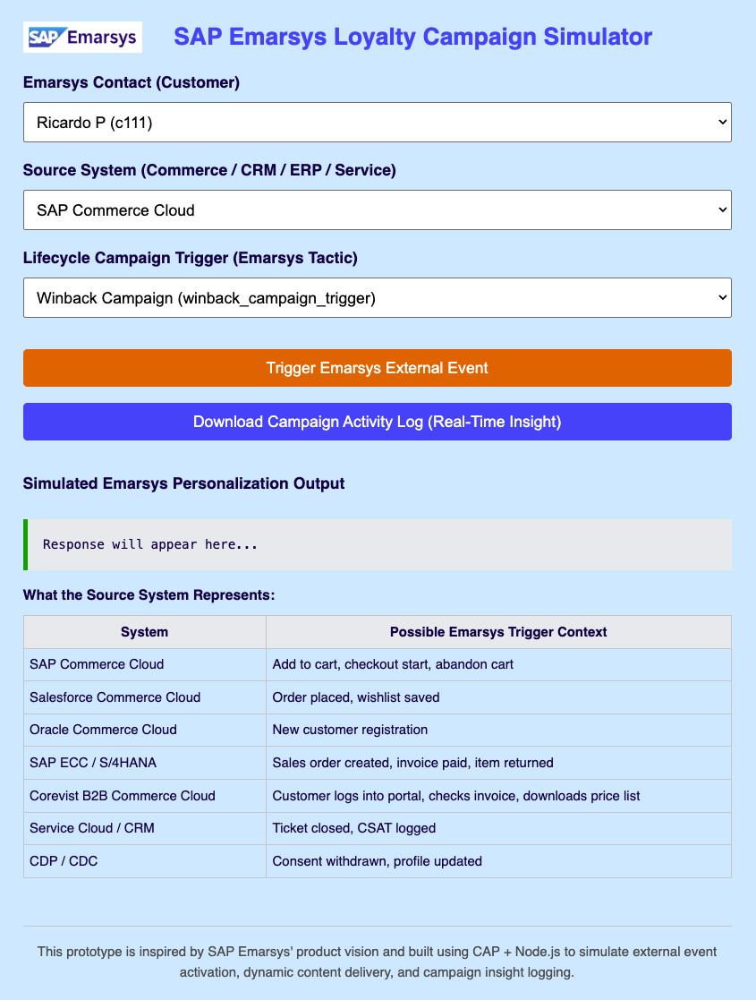 SAP Emarsys
SAP Emarsys Loyalty Campaign Simulator
Emarsys Contact (Customer)
Ricardo P (c111)
Source System (Commerce / CRM / ERP / Service)
SAP Commerce Cloud
Lifecycle Campaign Trigger (Emarsys Tactic)
Winback Campaign (winback_campaign_trigger)
Trigger Emarsys External Event
Download Campaign Activity Log (Real-Time Insight)
Simulated Emarsys Personalization Output
Response will appear here...
What the Source System Represents:
System Possible Emarsys Trigger Context
SAP Commerce Cloud Add to cart, checkout start, abandon cart
Salesforce Commerce Cloud Order placed, wishlist saved
Oracle Commerce Cloud New customer registration
SAP ECC / S/4HANA Sales order created, invoice paid, item returned
Corevist B2B Commerce Cloud Customer logs into portal, checks invoice, downloads price list
Service Cloud / CRM Ticket closed, CSAT logged
CDP / CDC Consent withdrawn, profile updated
This prototype is inspired by SAP Emarsys' product vision and built using CAP + Node.js to simulate external event
activation, dynamic content delivery, and campaign insight logging.